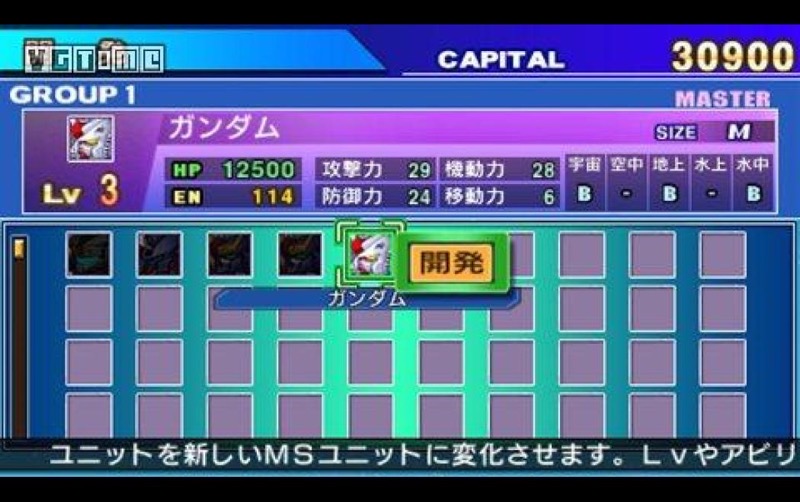 VGTIME
CAPITAL 30900
GROUP 1
MASTER
ガンダム
SIZE M
Lv 3
HP 12500 攻撃力 29 機動力 28 宇宙 空中 地上 水上 水中
EN 114 防御力 24 移動力 6 B - B - B
開発
ガンダム
ユニットを新しいMSユニットに変化させます。Lvやアビリ